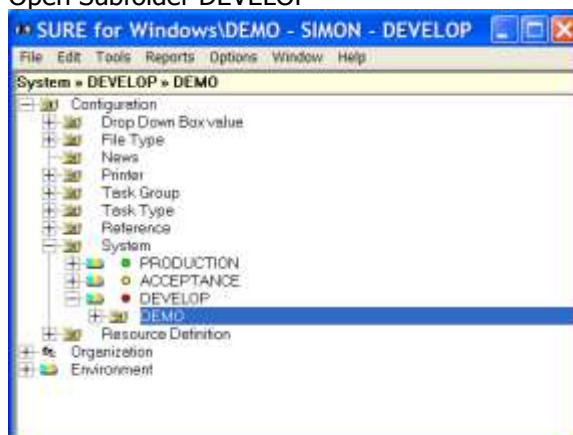 Open Subfolder DEVELOP
SURE for Windows\DEMO - SIMON - DEVELOP
File Edit Tools Reports Options Window Help
System » DEVELOP » DEMO
Configuration
Drop Down Box value
File Type
News
Printer
Task Group
Task Type
Reference
System
PRODUCTION
ACCEPTANCE
DEVELOP
DEMO
Resource Definition
Organization
Environment